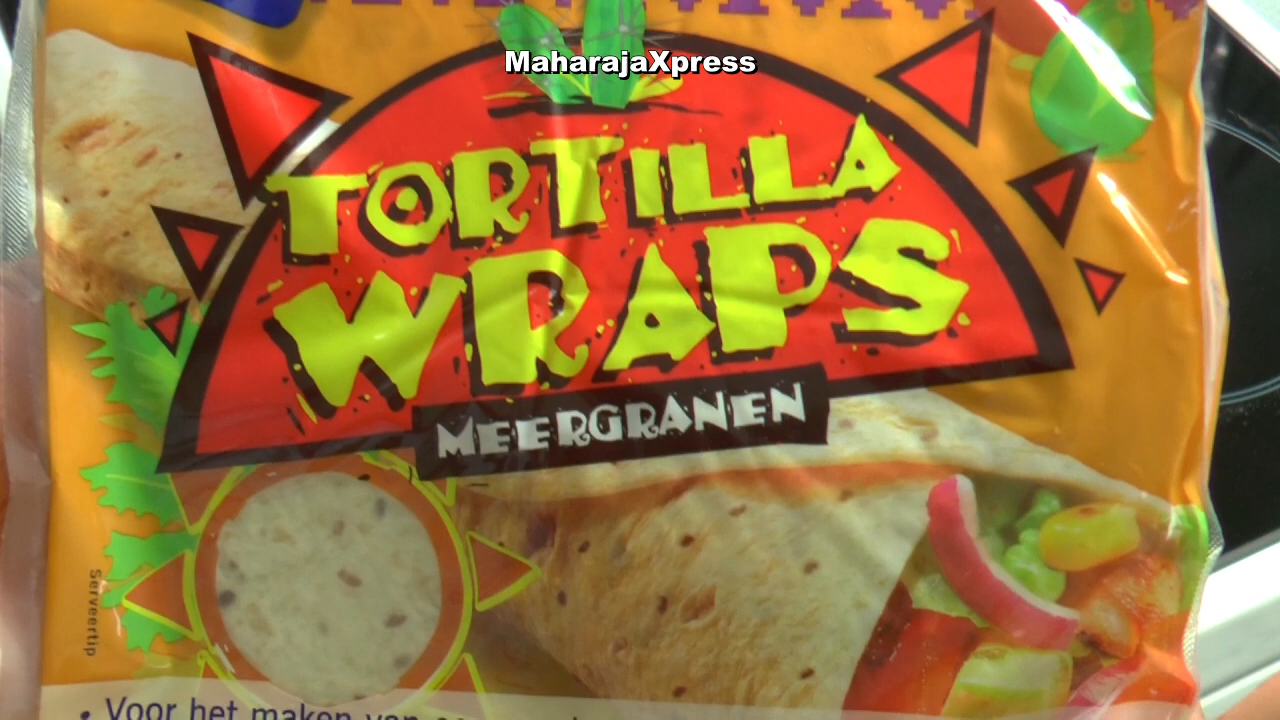 MaharajaXpress
TORTILLA
WRAPS
MEERGRANEN
Serveertip
• Voor het maken van